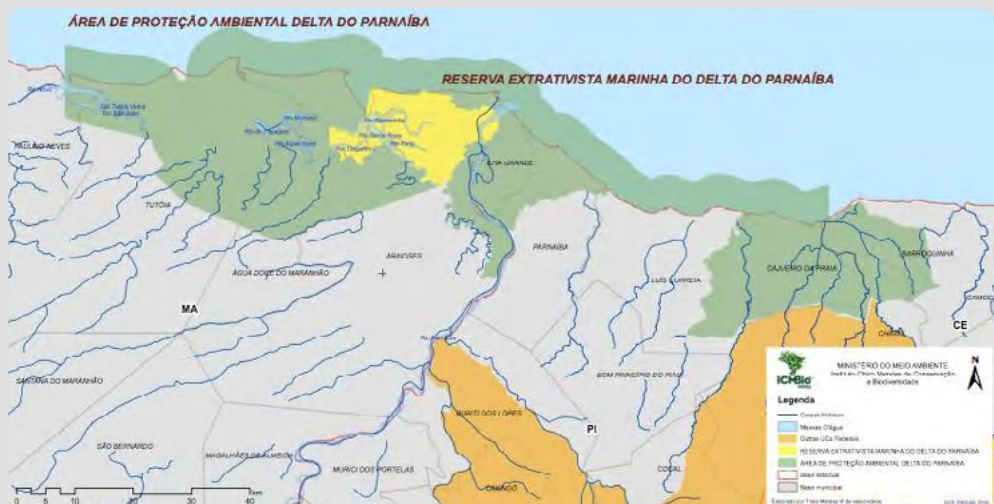 ÁREA DE PROTEÇÃO AMBIENTAL DELTA DO PARNAÍBA
RESERVA EXTRATIVISTA MARINHA DO DELTA DO PARNAÍBA
PAULINO NEVES
TUTÓIA
ILHA GRANDE
ÁGUA DOCE DO MARANHÃO
ARAIOSES
PARNAÍBA
LUÍS CORREIA
CAJUEIRO DA PRAIA
BARROQUINHA
MA
CE
CHAVAL
SANTANA DO MARANHÃO
BOM PRINCÍPIO DO PIAUÍ
BURITI DOS LOPES
SÃO BERNARDO
MAGALHÃES DE ALMEIDA
PI
MURICI DOS PORTELAS
COCAL
0 5 10 20 30 40
ICMBio
MINISTÉRIO DO MEIO AMBIENTE
Instituto Chico Mendes de Conservação
e Biodiversidade
N
Legenda
Massas D'água
Outras UCs Federais
RESERVA EXTRATIVISTA MARINHA DO DELTA DO PARNAÍBA
ÁREA DE PROTEÇÃO AMBIENTAL DELTA DO PARNAÍBA
Base estadual
Base municipal